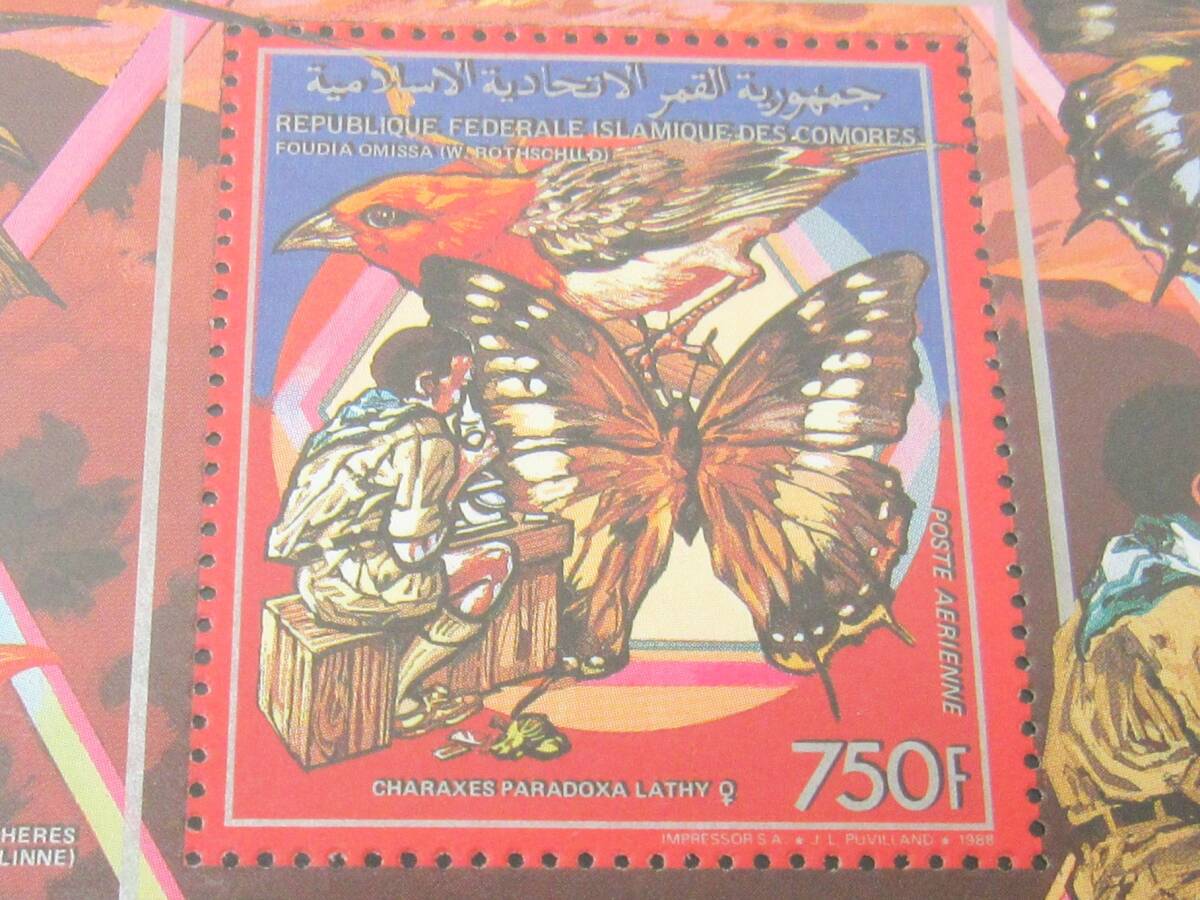 جمهورية القمر الاتحادية الاسلامية
REPUBLIQUE FEDERALE ISLAMIQUE DES COMORES
FOUDIA OMISSA (W. ROTHSCHILD)
POSTE AERIENNE
CHARAXES PARADOXA LATHY ♀
750F
IMPRESSOR S.A. ★ J. L. PUVILLAND ★ 1988
HERES
LINNE)